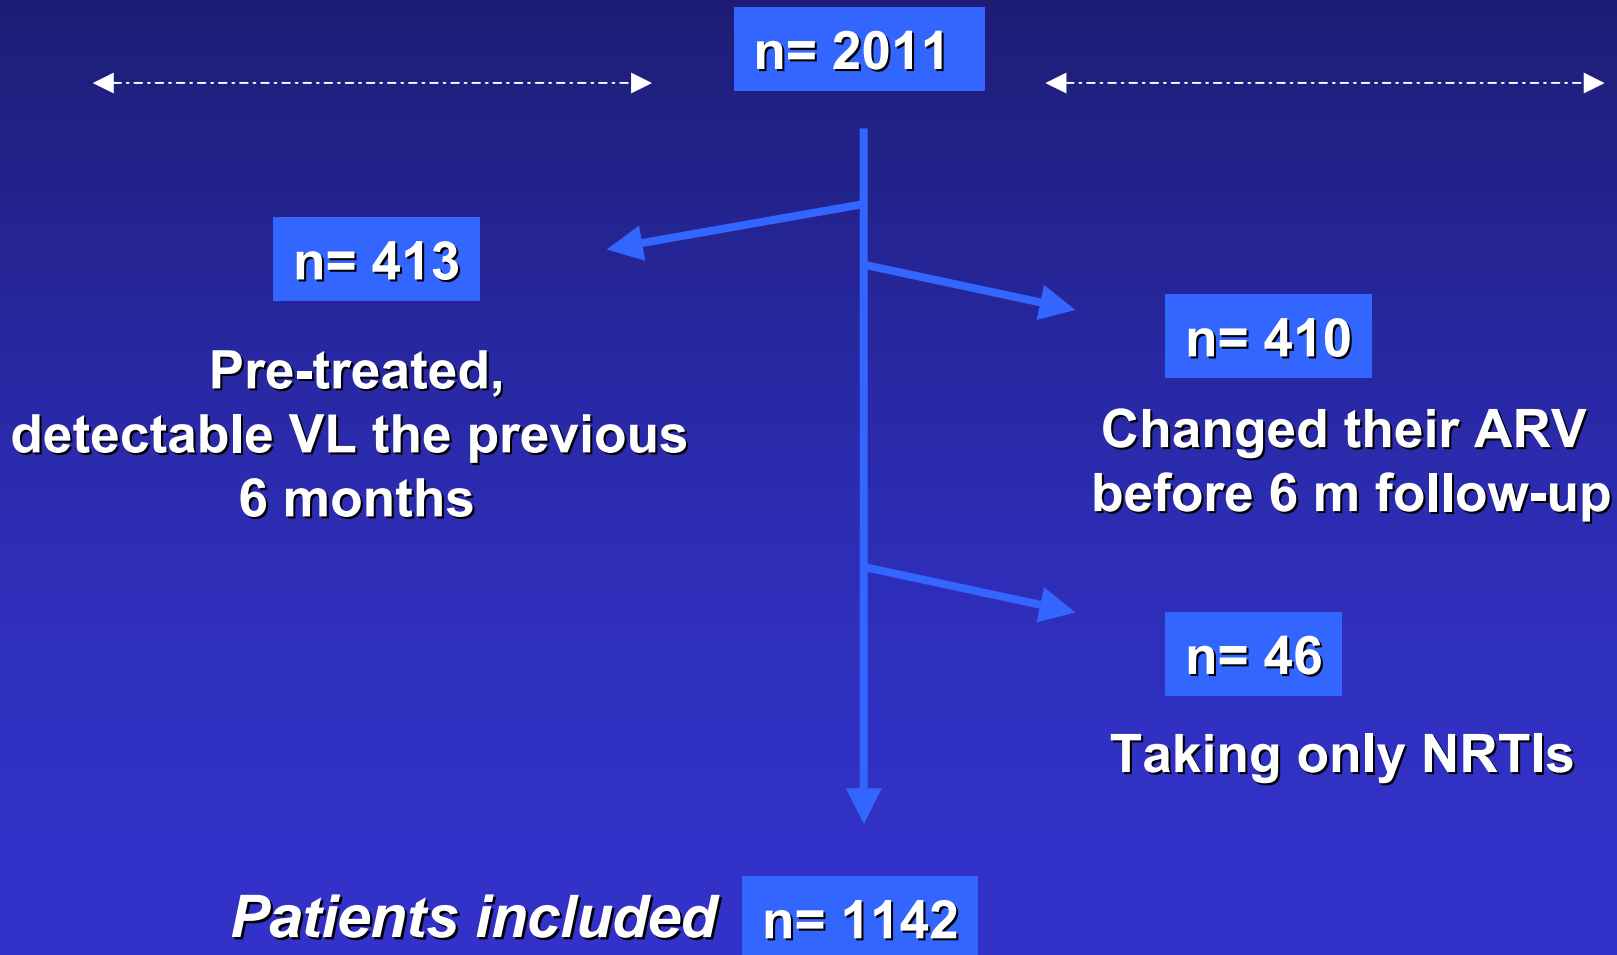 n= 2011
n= 413
Pre-treated,
detectable VL the previous
6 months
n= 410
Changed their ARV
before 6 m follow-up
n= 46
Taking only NRTIs
Patients included n= 1142